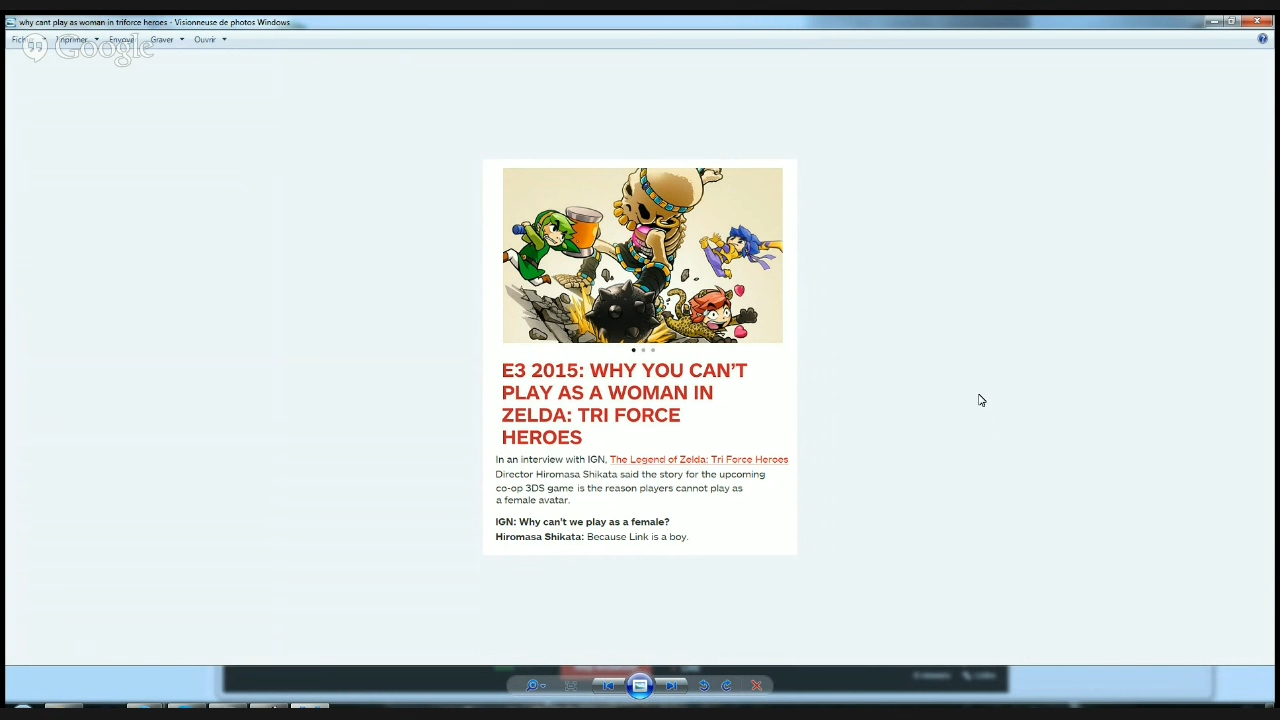 why cant play as woman in triforce heroes - Visionneuse de photos Windows
Imprimer Envoyer Graver Ouvrir
Google
E3 2015: WHY YOU CAN'T
PLAY AS A WOMAN IN
ZELDA: TRI FORCE
HEROES
In an interview with IGN, The Legend of Zelda: Tri Force Heroes
Director Hiromasa Shikata said the story for the upcoming
co-op 3DS game is the reason players cannot play as
a female avatar.
IGN: Why can't we play as a female?
Hiromasa Shikata: Because Link is a boy.